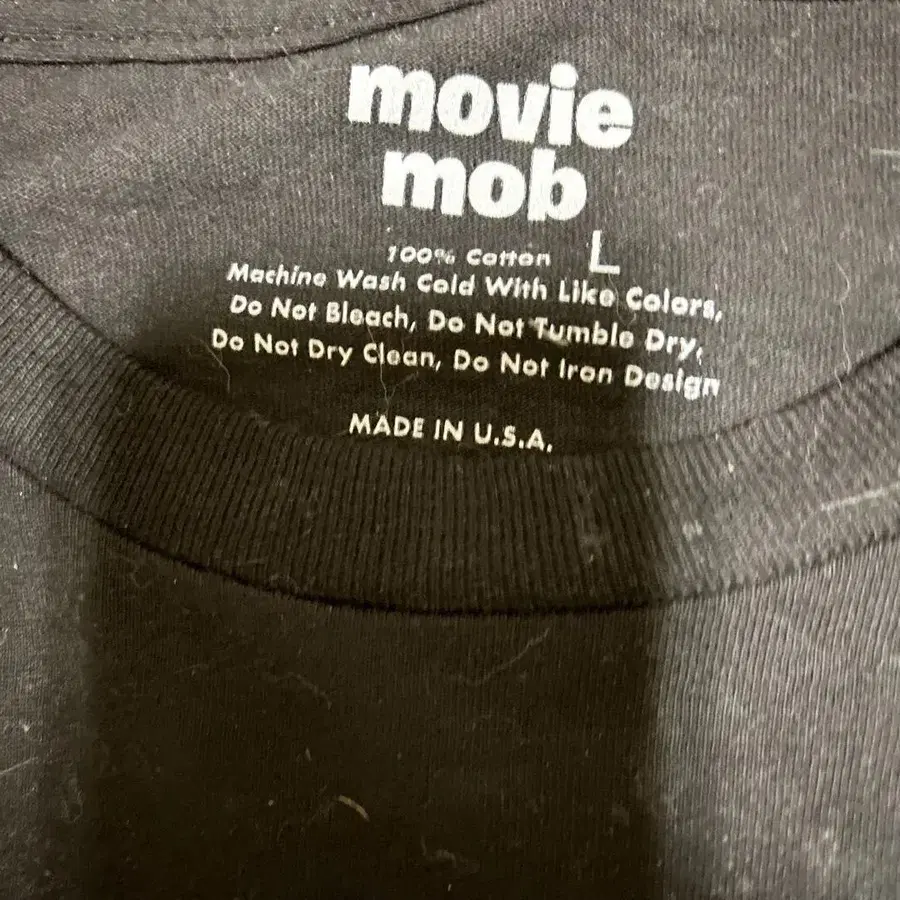 movie
mob
100% Cotton L
Machine Wash Cold With Like Colors,
Do Not Bleach, Do Not Tumble Dry,
Do Not Dry Clean, Do Not Iron Design
MADE IN U.S.A.